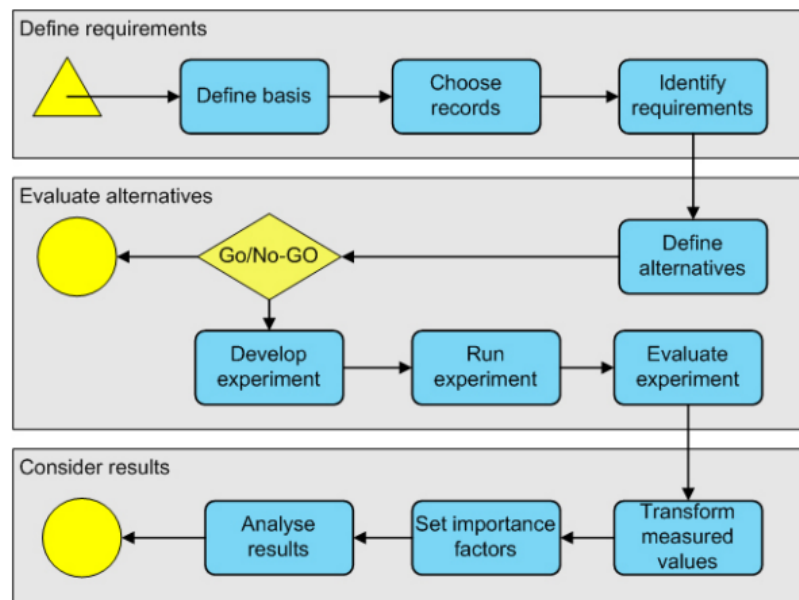 Define requirements
Define basis
Choose
records
Identify
requirements
Evaluate alternatives
Go/No-GO
Define
alternatives
Develop
experiment
Run
experiment
Evaluate
experiment
Consider results
Analyse
results
Set importance
factors
Transform
measured
values